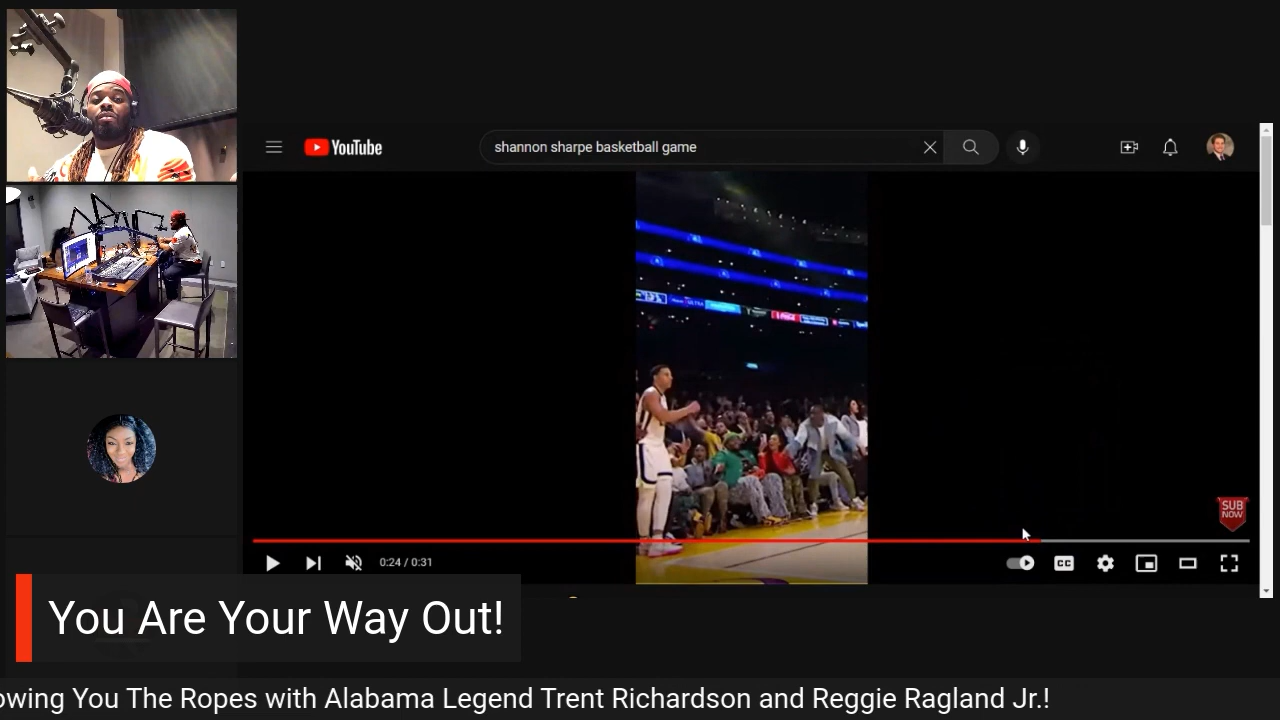 YouTube
shannon sharpe basketball game
SUB
NOW
0:24 / 0:31
CC
You Are Your Way Out!
owing You The Ropes with Alabama Legend Trent Richardson and Reggie Ragland Jr.!